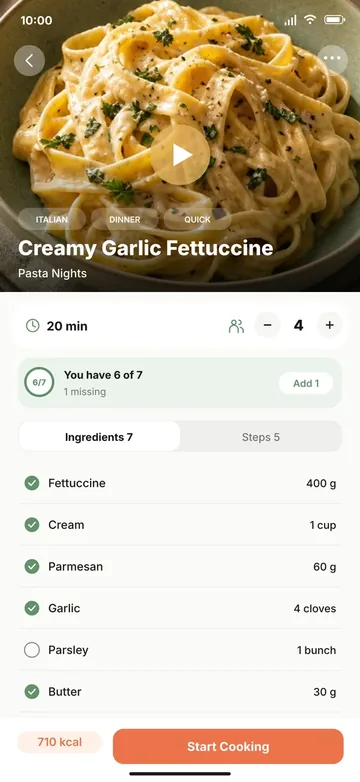 10:00
ITALIAN DINNER QUICK
Creamy Garlic Fettuccine
Pasta Nights
20 min − 4 +
6/7
You have 6 of 7
1 missing
Add 1
Ingredients 7 Steps 5
Fettuccine 400 g
Cream 1 cup
Parmesan 60 g
Garlic 4 cloves
Parsley 1 bunch
Butter 30 g
710 kcal Start Cooking